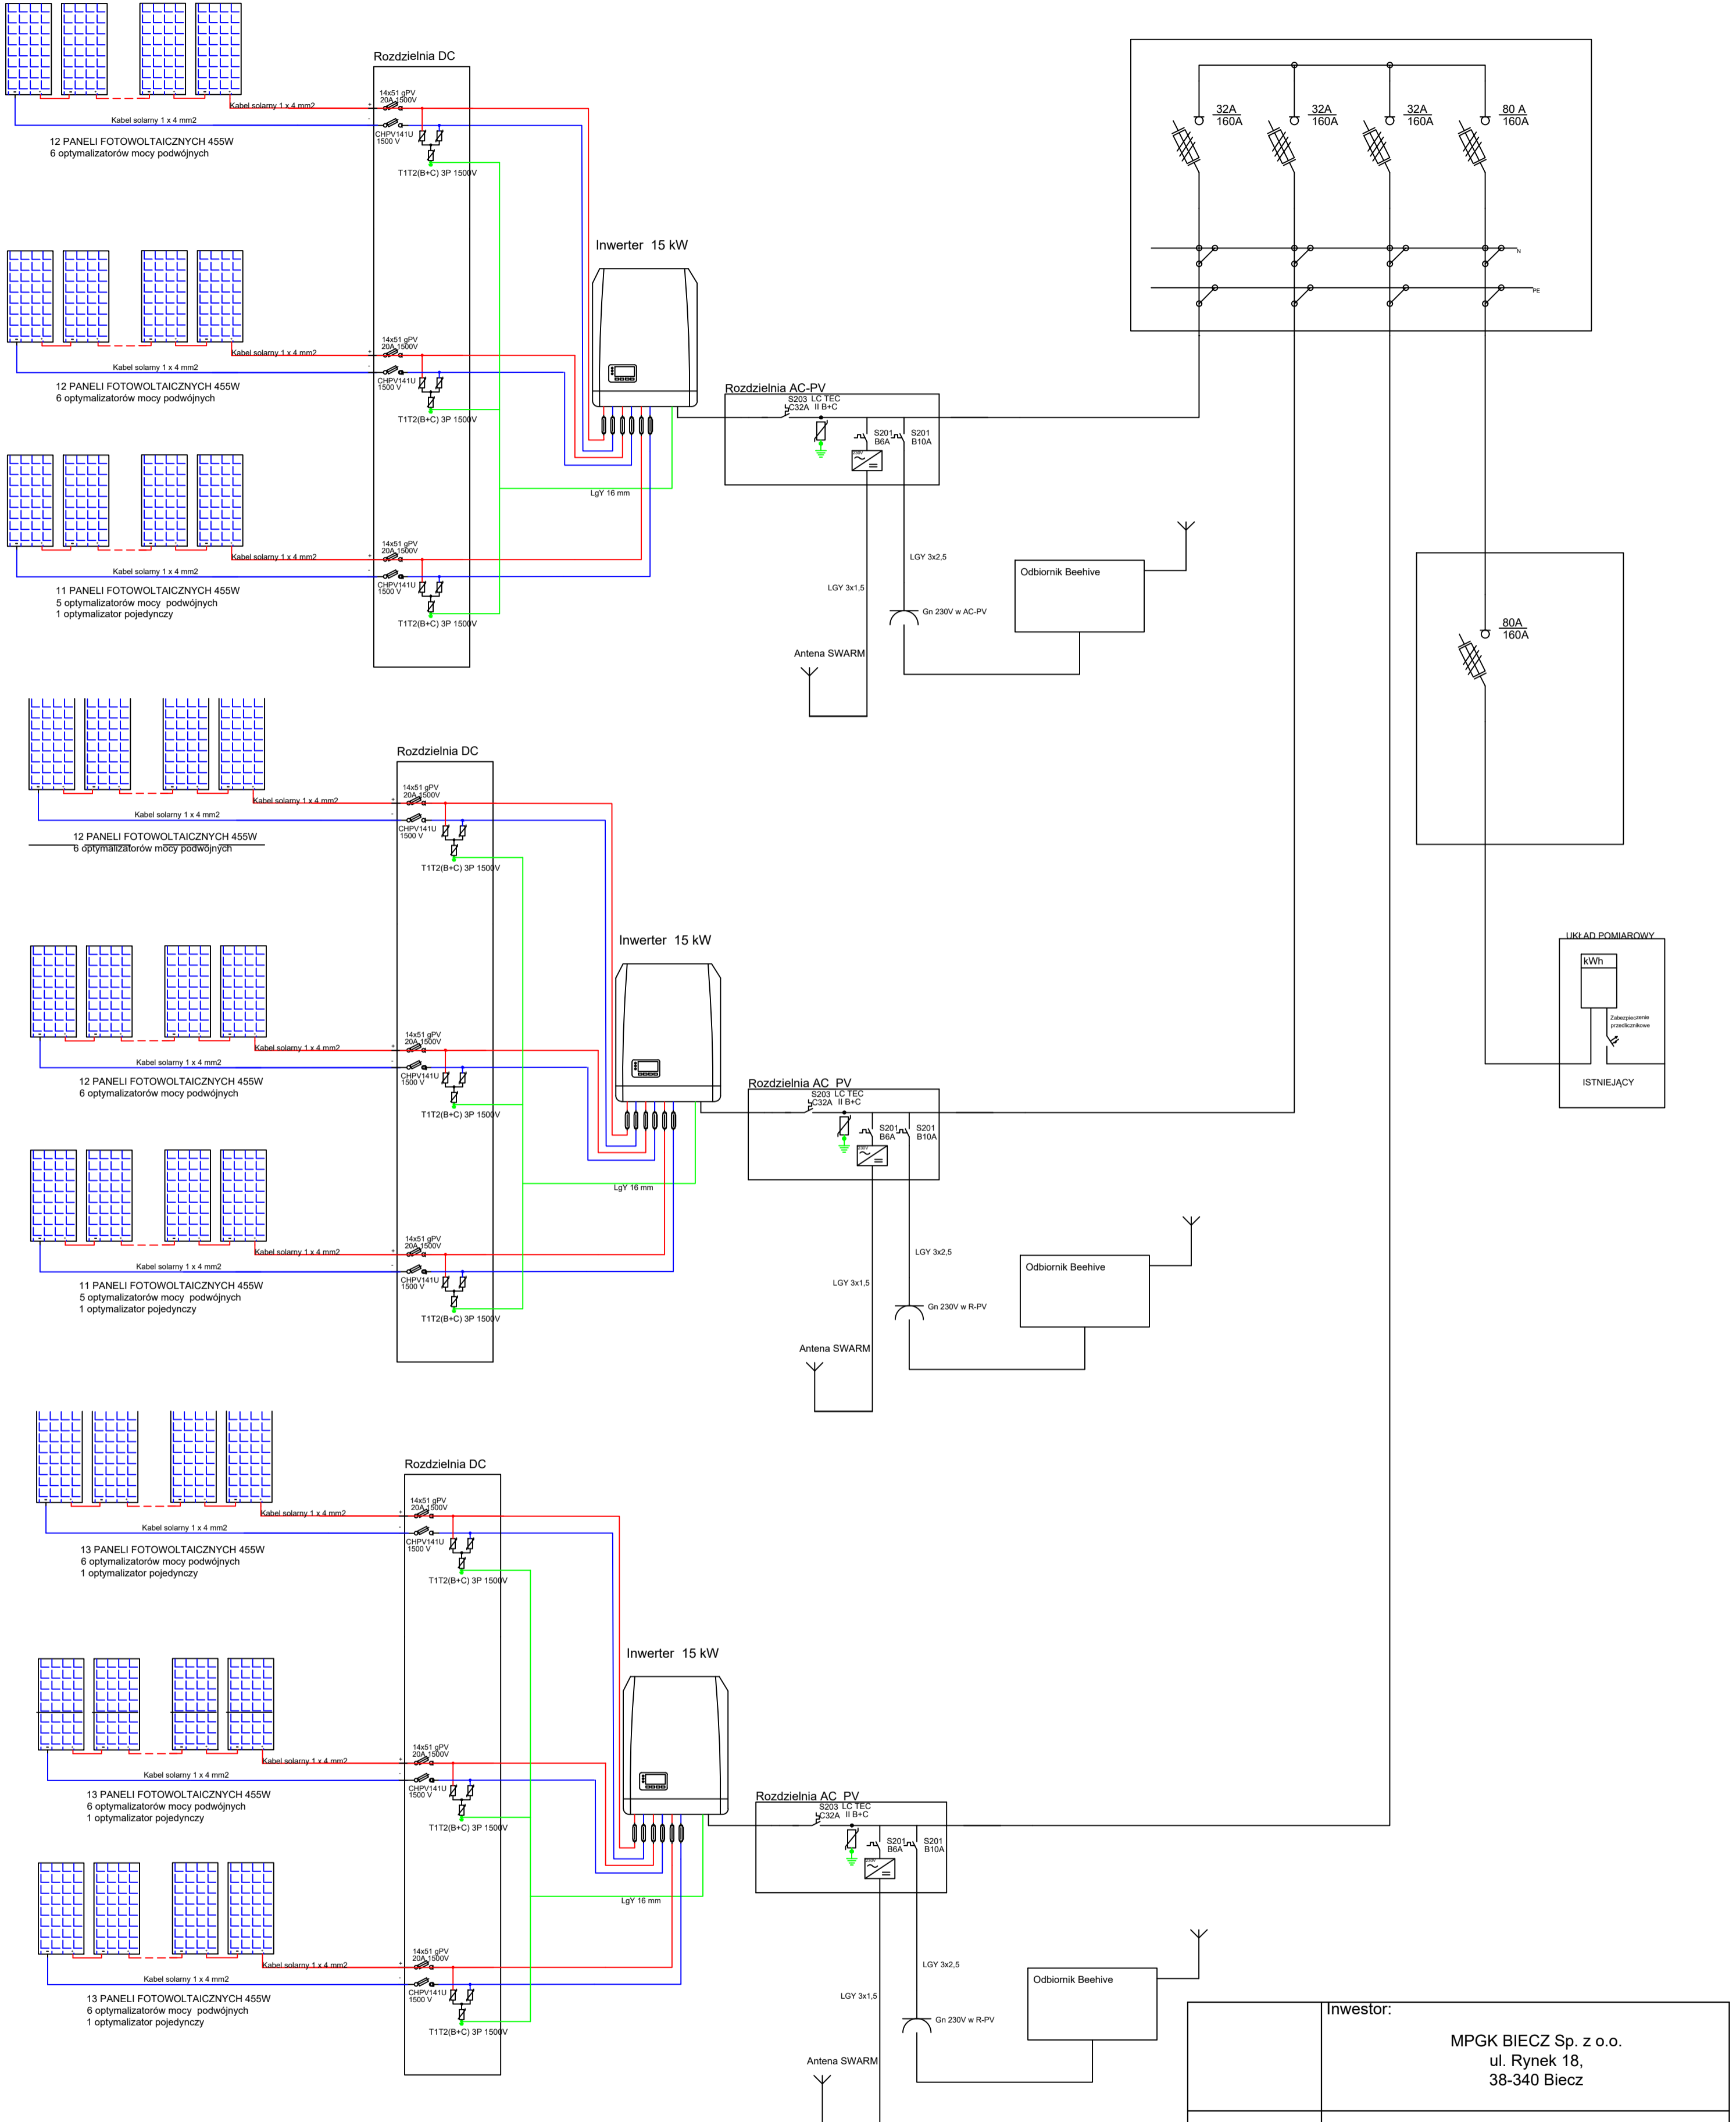 Rozdzielnia DC
14x51 gPV
20A 1500V
Kabel solarny 1 x 4 mm2
+
Kabel solarny 1 x 4 mm2
-
CHPV141U
1500 V
12 PANELI FOTOWOLTAICZNYCH 455W
6 optymalizatorów mocy podwójnych
T1T2(B+C) 3P 1500V
32A
160A
32A
160A
32A
160A
80 A
160A
N
PE
Inwerter 15 kW
14x51 gPV
20A 1500V
Kabel solarny 1 x 4 mm2
+
Kabel solarny 1 x 4 mm2
-
CHPV141U
1500 V
12 PANELI FOTOWOLTAICZNYCH 455W
6 optymalizatorów mocy podwójnych
T1T2(B+C) 3P 1500V
Rozdzielnia AC-PV
S203 LC TEC
C32A II B+C
S201
B6A
S201
B10A
230V
LgY 16 mm
14x51 gPV
20A 1500V
Kabel solarny 1 x 4 mm2
+
Kabel solarny 1 x 4 mm2
-
CHPV141U
1500 V
11 PANELI FOTOWOLTAICZNYCH 455W
5 optymalizatorów mocy podwójnych
1 optymalizator pojedynczy
T1T2(B+C) 3P 1500V
LGY 3x2,5
LGY 3x1,5
Odbiornik Beehive
Gn 230V w AC-PV
Antena SWARM
80A
160A
Rozdzielnia DC
14x51 gPV
20A 1500V
Kabel solarny 1 x 4 mm2
+
Kabel solarny 1 x 4 mm2
-
CHPV141U
1500 V
12 PANELI FOTOWOLTAICZNYCH 455W
6 optymalizatorów mocy podwójnych
T1T2(B+C) 3P 1500V
Inwerter 15 kW
UKŁAD POMIAROWY
kWh
Zabezpieczenie
przedlicznikowe
ISTNIEJĄCY
14x51 gPV
20A 1500V
Kabel solarny 1 x 4 mm2
+
Kabel solarny 1 x 4 mm2
-
CHPV141U
1500 V
12 PANELI FOTOWOLTAICZNYCH 455W
6 optymalizatorów mocy podwójnych
T1T2(B+C) 3P 1500V
Rozdzielnia AC PV
S203 LC TEC
C32A II B+C
S201
B6A
S201
B10A
230V
LgY 16 mm
14x51 gPV
20A 1500V
Kabel solarny 1 x 4 mm2
+
Kabel solarny 1 x 4 mm2
-
CHPV141U
1500 V
11 PANELI FOTOWOLTAICZNYCH 455W
5 optymalizatorów mocy podwójnych
1 optymalizator pojedynczy
T1T2(B+C) 3P 1500V
LGY 3x2,5
LGY 3x1,5
Odbiornik Beehive
Gn 230V w R-PV
Antena SWARM
Rozdzielnia DC
14x51 gPV
20A 1500V
Kabel solarny 1 x 4 mm2
+
Kabel solarny 1 x 4 mm2
-
CHPV141U
1500 V
13 PANELI FOTOWOLTAICZNYCH 455W
6 optymalizatorów mocy podwójnych
1 optymalizator pojedynczy
T1T2(B+C) 3P 1500V
Inwerter 15 kW
14x51 gPV
20A 1500V
Kabel solarny 1 x 4 mm2
+
Kabel solarny 1 x 4 mm2
-
CHPV141U
1500 V
13 PANELI FOTOWOLTAICZNYCH 455W
6 optymalizatorów mocy podwójnych
1 optymalizator pojedynczy
T1T2(B+C) 3P 1500V
Rozdzielnia AC PV
S203 LC TEC
C32A II B+C
S201
B6A
S201
B10A
230V
LgY 16 mm
14x51 gPV
20A 1500V
Kabel solarny 1 x 4 mm2
+
Kabel solarny 1 x 4 mm2
-
CHPV141U
1500 V
13 PANELI FOTOWOLTAICZNYCH 455W
6 optymalizatorów mocy podwójnych
1 optymalizator pojedynczy
T1T2(B+C) 3P 1500V
LGY 3x2,5
LGY 3x1,5
Odbiornik Beehive
Gn 230V w R-PV
Antena SWARM
Inwestor:
MPGK BIECZ Sp. z o.o.
ul. Rynek 18,
38-340 Biecz